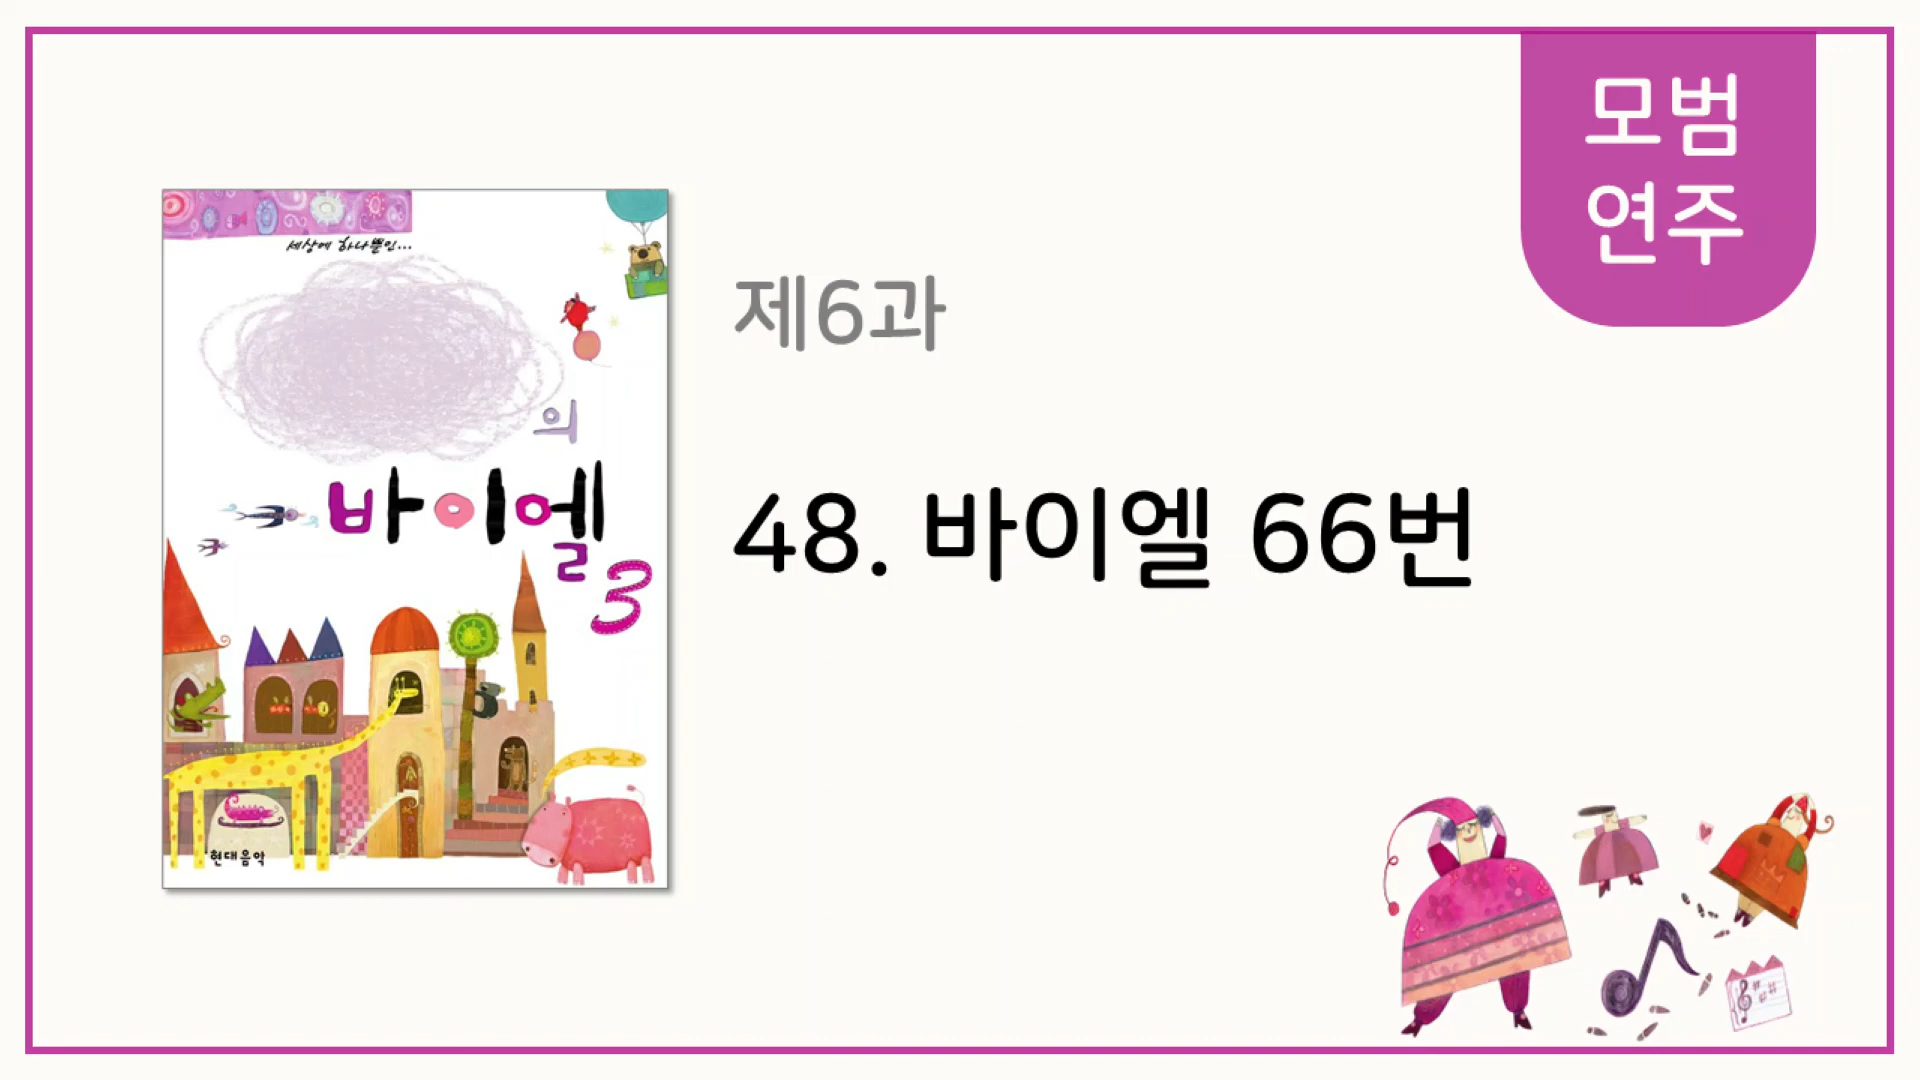 모범
연주
세상에 하나뿐인...
의
바이엘
3
현대음악
제6과
48. 바이엘 66번